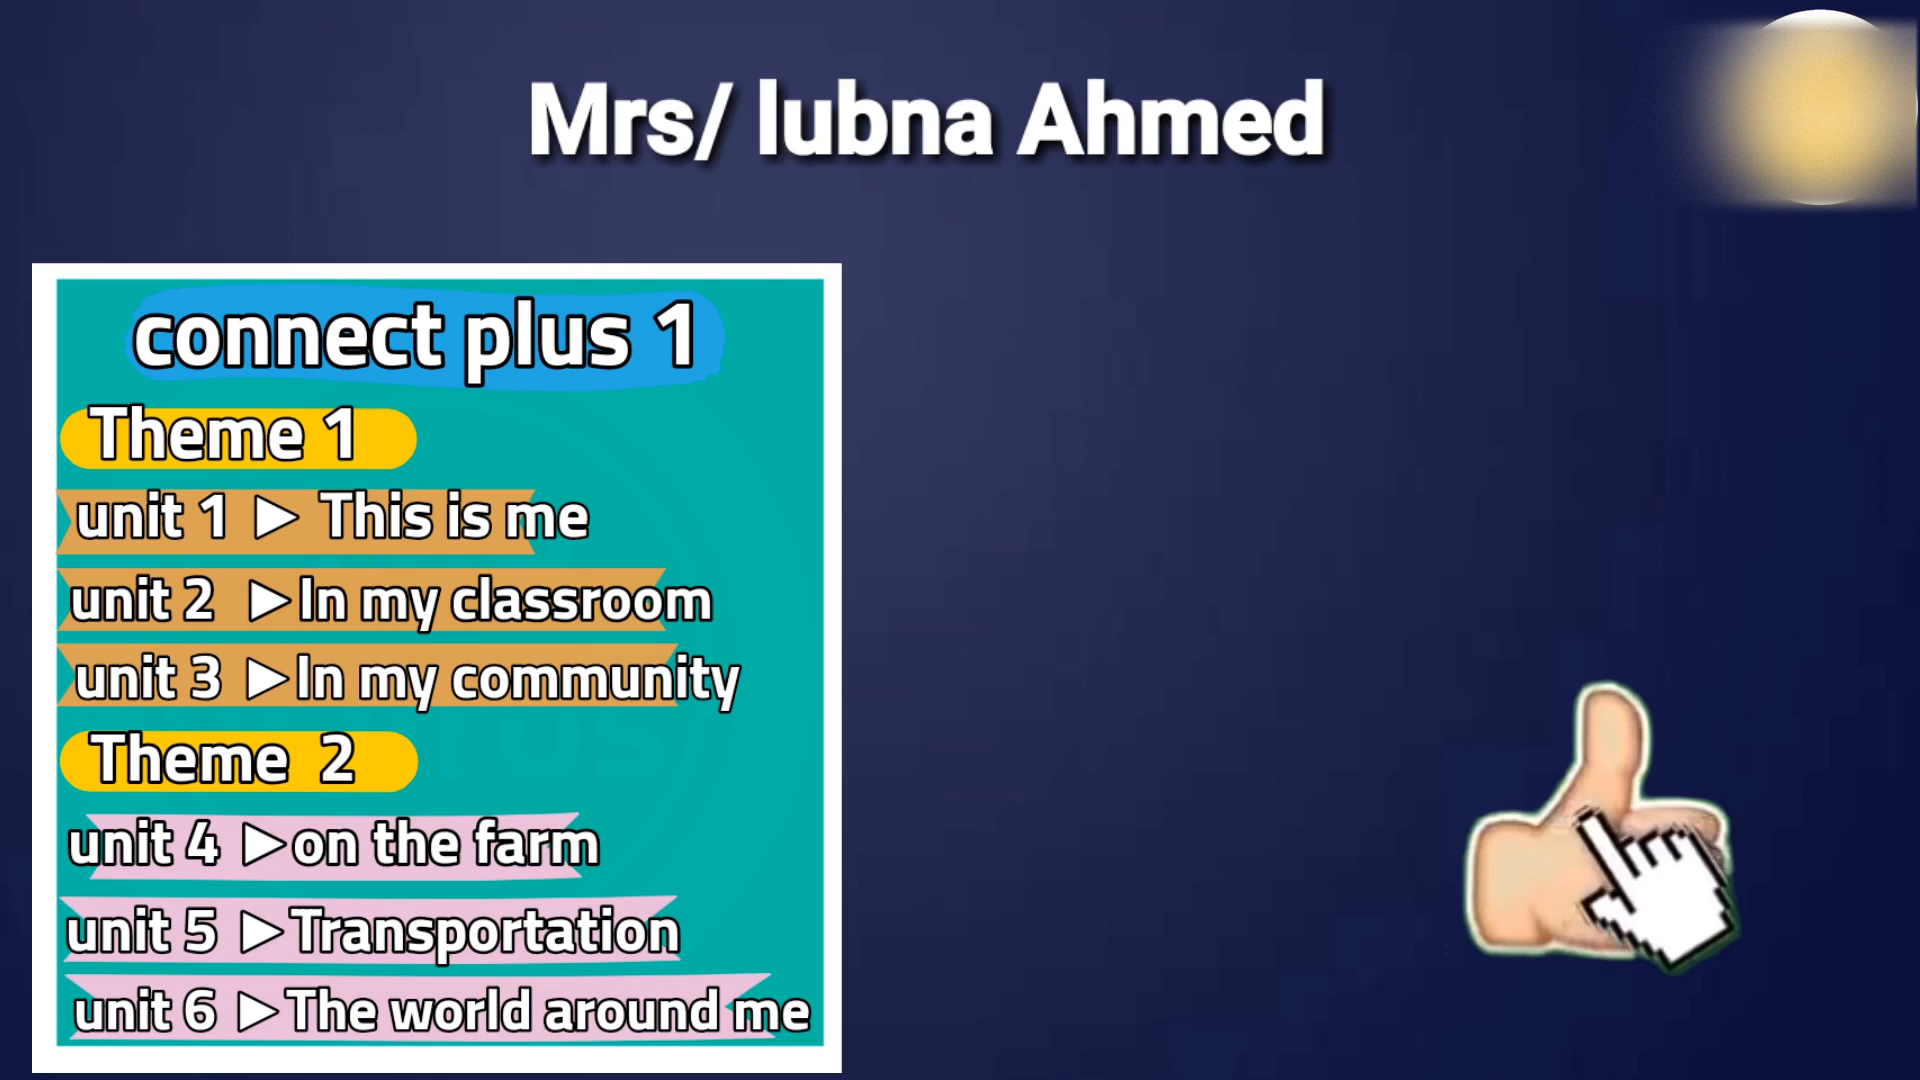 Mrs/ lubna Ahmed
connect plus 1
Theme 1
unit 1 ▶ This is me
unit 2 ▶In my classroom
unit 3 ▶In my community
Theme 2
unit 4 ▶on the farm
unit 5 ▶Transportation
unit 6 ▶The world around me